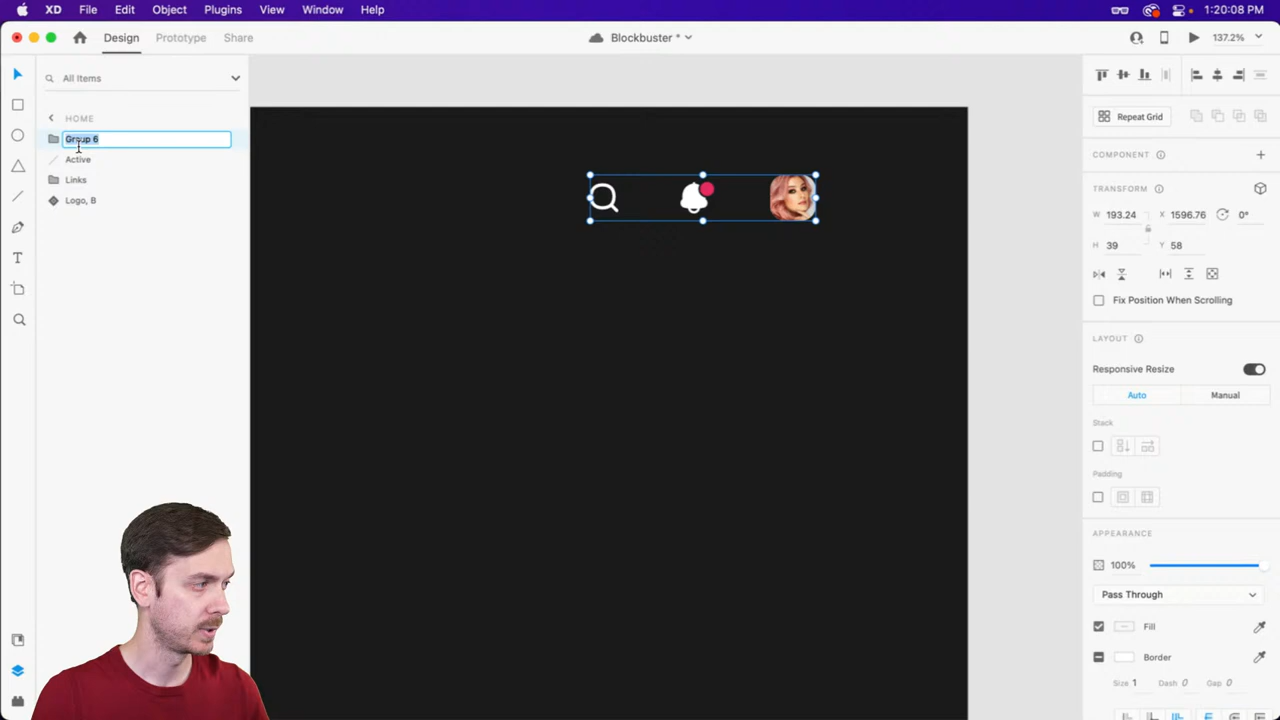 XD File Edit Object Plugins View Window Help 1:20:08 PM
Design Prototype Share Blockbuster * 137.2%
All Items
HOME
Group 6
Active
Links
Logo, B
Repeat Grid
COMPONENT
TRANSFORM
W 193.24 X 1596.76 0°
H 39 Y 58
Fix Position When Scrolling
LAYOUT
Responsive Resize
Auto Manual
Stack
Padding
APPEARANCE
100%
Pass Through
Fill
Border
Size 1 Dash 0 Gap 0